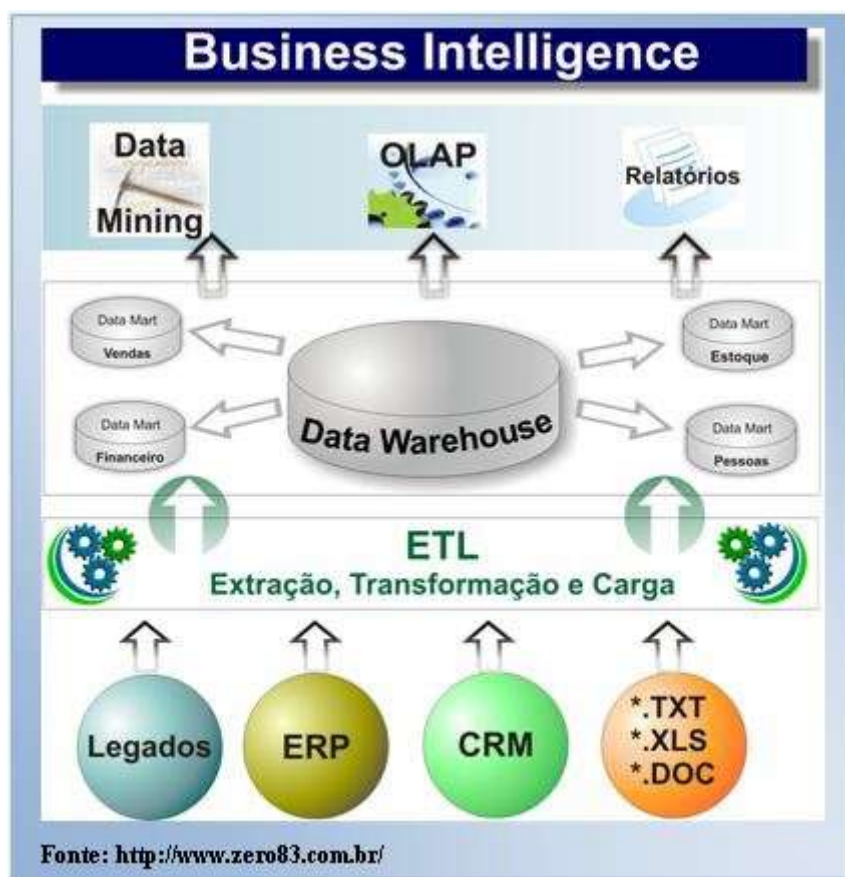 Business Intelligence
Data
Mining
OLAP
Relatórios
Data Mart
Vendas
Data Mart
Estoque
Data Warehouse
Data Mart
Financeiro
Data Mart
Pessoas
ETL
Extração, Transformação e Carga
Legados
ERP
CRM
*.TXT
*.XLS
*.DOC
Fonte: http://www.zero83.com.br/